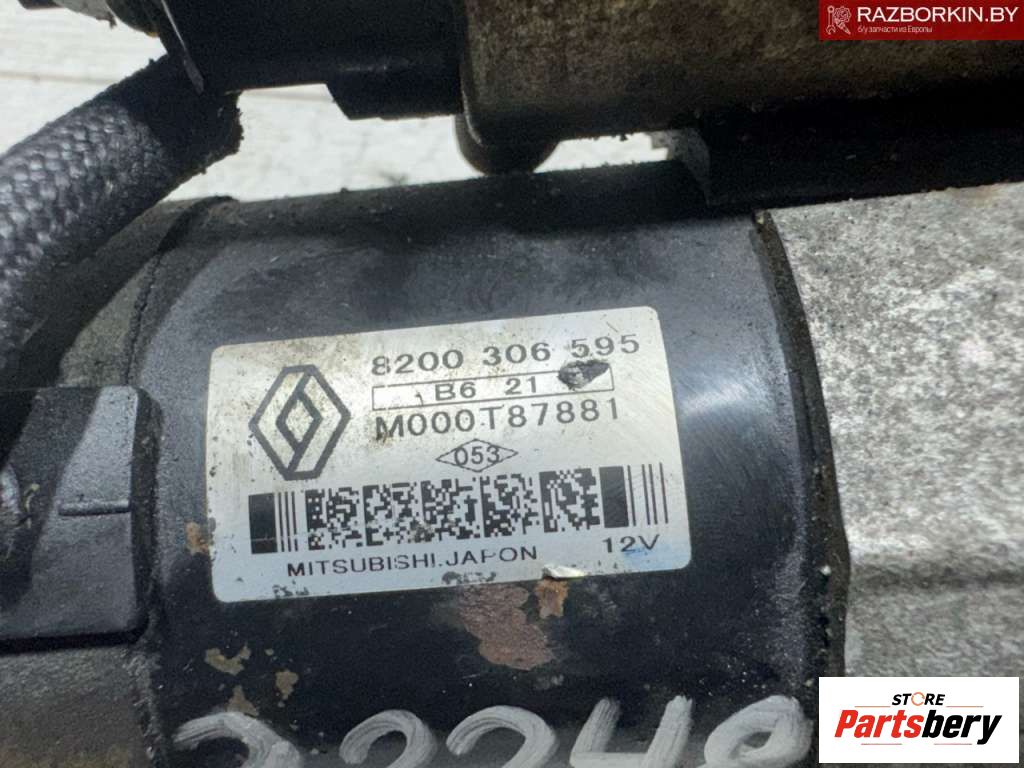 RAZBORKIN.BY
б/у запчасти из Европы
8200 306 595
B6 21
M000T87881
053
MITSUBISHI.JAPON 12V
STORE
Partsbery